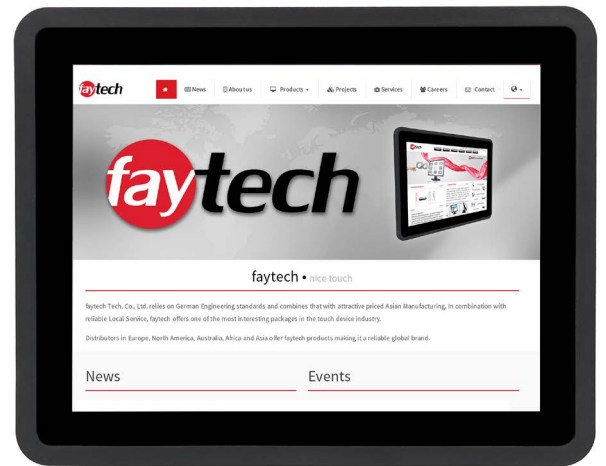 faytech
News
About us
Products
Projects
Services
Careers
Contact
faytech
faytech • nice touch
faytech Tech. Co., Ltd. relies on German Engineering standards and combines that with attractive priced Asian Manufacturing. In combination with
reliable Local Service, faytech offers one of the most interesting packages in the touch device industry.
Distributors in Europe, North America, Australia, Africa and Asia offer faytech products making it a reliable global brand.
News
Events